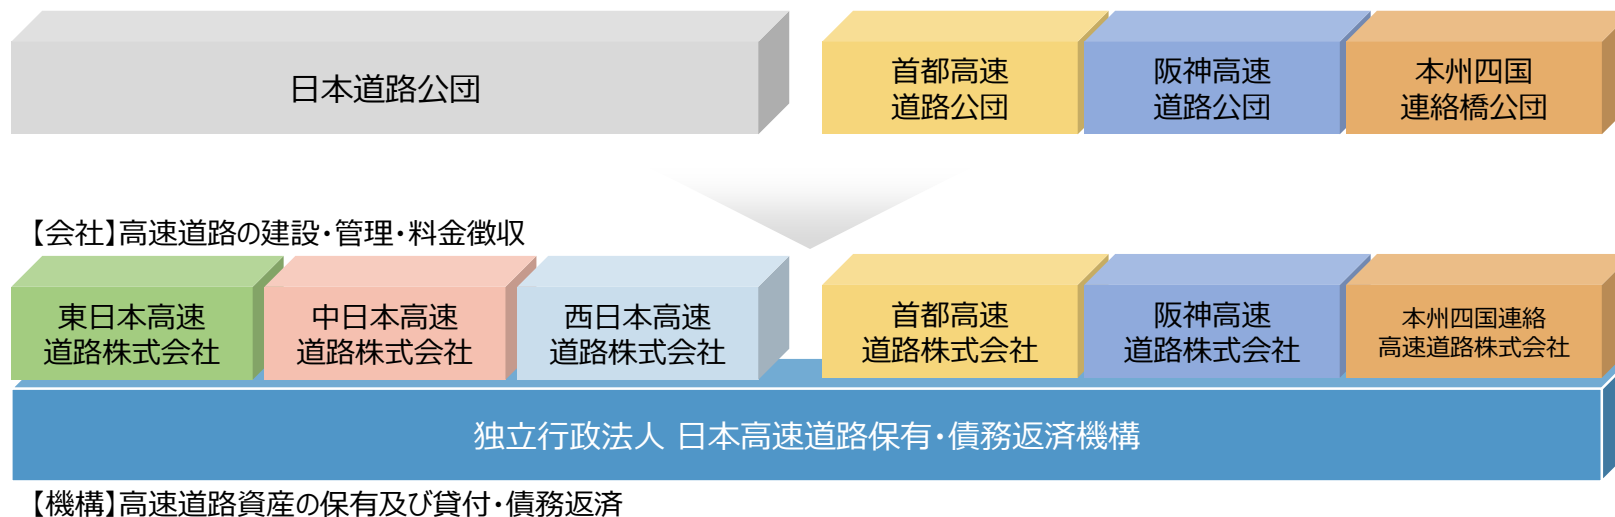 日本道路公団
首都高速
道路公団
阪神高速
道路公団
本州四国
連絡橋公団
【会社】高速道路の建設・管理・料金徴収
東日本高速
道路株式会社
中日本高速
道路株式会社
西日本高速
道路株式会社
首都高速
道路株式会社
阪神高速
道路株式会社
本州四国連絡
高速道路株式会社
独立行政法人 日本高速道路保有・債務返済機構
【機構】高速道路資産の保有及び貸付・債務返済